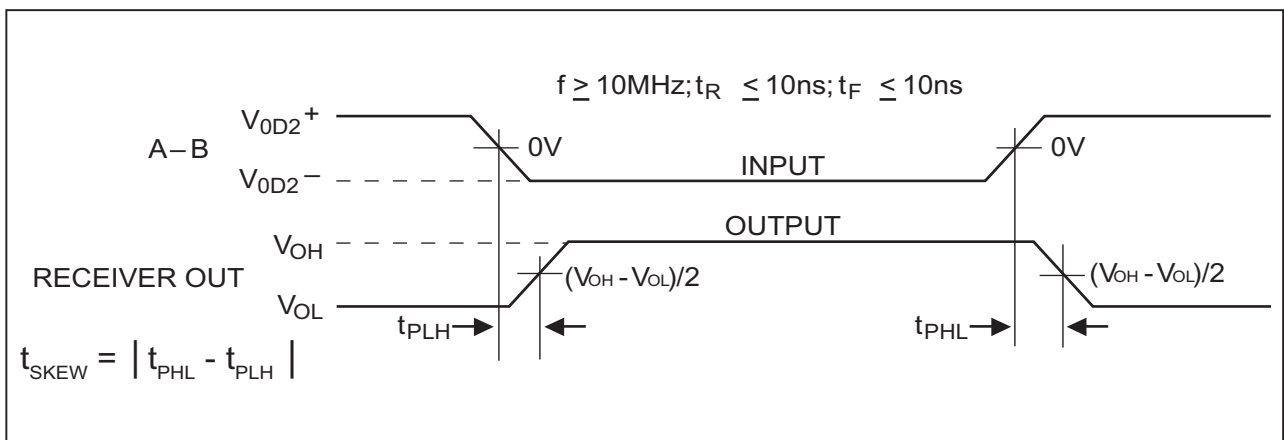 f ≥ 10MHz; tR ≤ 10ns; tF ≤ 10ns
V0D2+
A–B
0V
0V
V0D2–
INPUT
VOH
OUTPUT
RECEIVER OUT
(VOH - VOL)/2
(VOH - VOL)/2
VOL
tPLH
tPHL
tSKEW = | tPHL - tPLH |